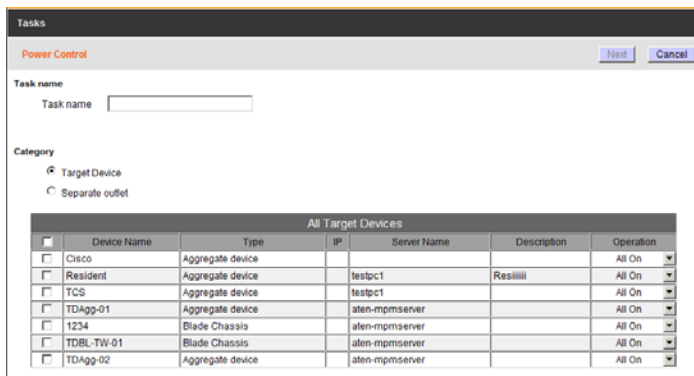 Tasks
Power Control Next Cancel
Task name
Task name
Category
Target Device
Separate outlet
All Target Devices
Device Name Type IP Server Name Description Operation
Cisco Aggregate device All On
Resident Aggregate device testpc1 Resiiiiii All On
TCS Aggregate device testpc1 All On
TDAgg-01 Aggregate device aten-mpmserver All On
1234 Blade Chassis aten-mpmserver All On
TDBL-TW-01 Blade Chassis aten-mpmserver All On
TDAgg-02 Aggregate device aten-mpmserver All On